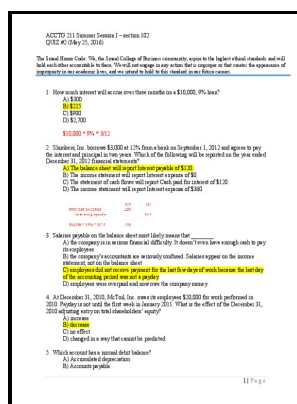 ACCTG 211 Summer Session I – section 102
QUIZ #2 (May 25, 2016)
The Smeal Honor Code: We, the Smeal College of Business community, aspire to the highest ethical standards and will
hold each other accountable to them. We will not engage in any action that is improper or that creates the appearance of
impropriety in our academic lives, and we intend to hold to this standard in our future careers.
1. How much interest will accrue over three months on a $10,000, 9% loan?
A) $300
B) $225
C) $900
D) $2,700
$10,000 * 9% * 3/12
2. Slumbers, Inc. borrows $3,000 at 12% from a bank on September 1, 2012 and agrees to pay
the interest and principal in two years. Which of the following will be reported on the year ended
December 31, 2012 financial statements?
A) The balance sheet will report Interest payable of $120.
B) The income statement will report Interest expense of $0.
C) The statement of cash flows will report Cash paid for interest of $120.
D) The income statement will report Interest expense of $360.
3. Salaries payable on the balance sheet most likely means that
A) the company is in serious financial difficulty. It doesn't even have enough cash to pay
its employees
B) the company's accountants are seriously confused. Salaries appear on the income
statement, not on the balance sheet
C) employees did not receive payment for the last few days of work because the last day
of the accounting period was not a payday
D) employees were overpaid and now owe the company money
4. At December 31, 2010, Inc. owes its employees $20,000 for work performed in
2010. Payday is not until the first week in January 2011. What is the effect of the December 31,
2010 adjusting entry on total shareholders' equity?
A) increase
B) decrease
C) no effect
D) changed in a way that cannot be predicted.
5. Which account has a normal debit balance?
A) Accumulated depreciation
B) Accounts payable
1 | P a g e